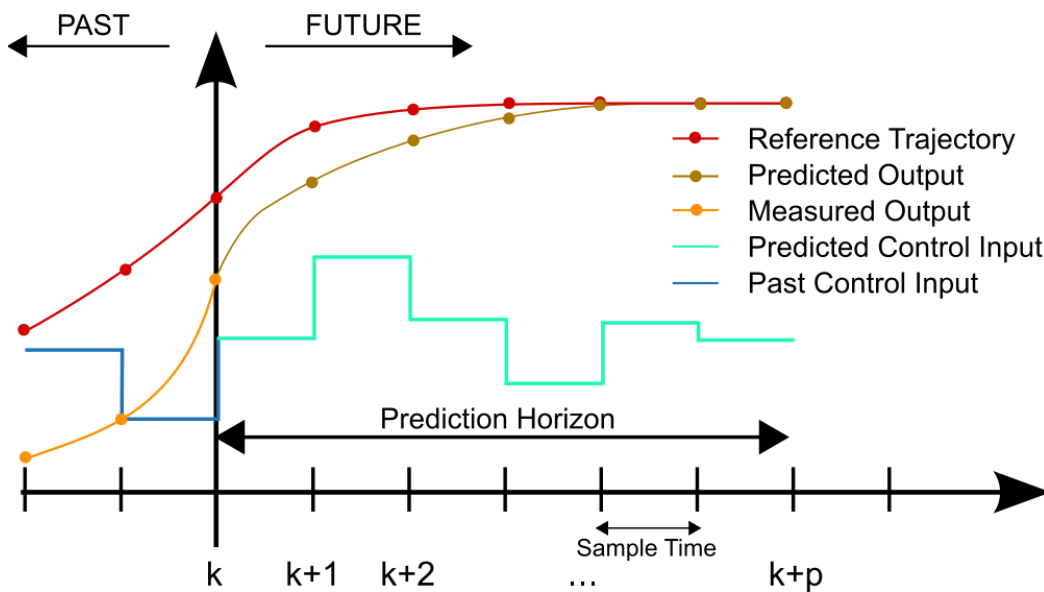 PAST
FUTURE
Reference Trajectory
Predicted Output
Measured Output
Predicted Control Input
Past Control Input
Prediction Horizon
Sample Time
k
k+1
k+2
...
k+p